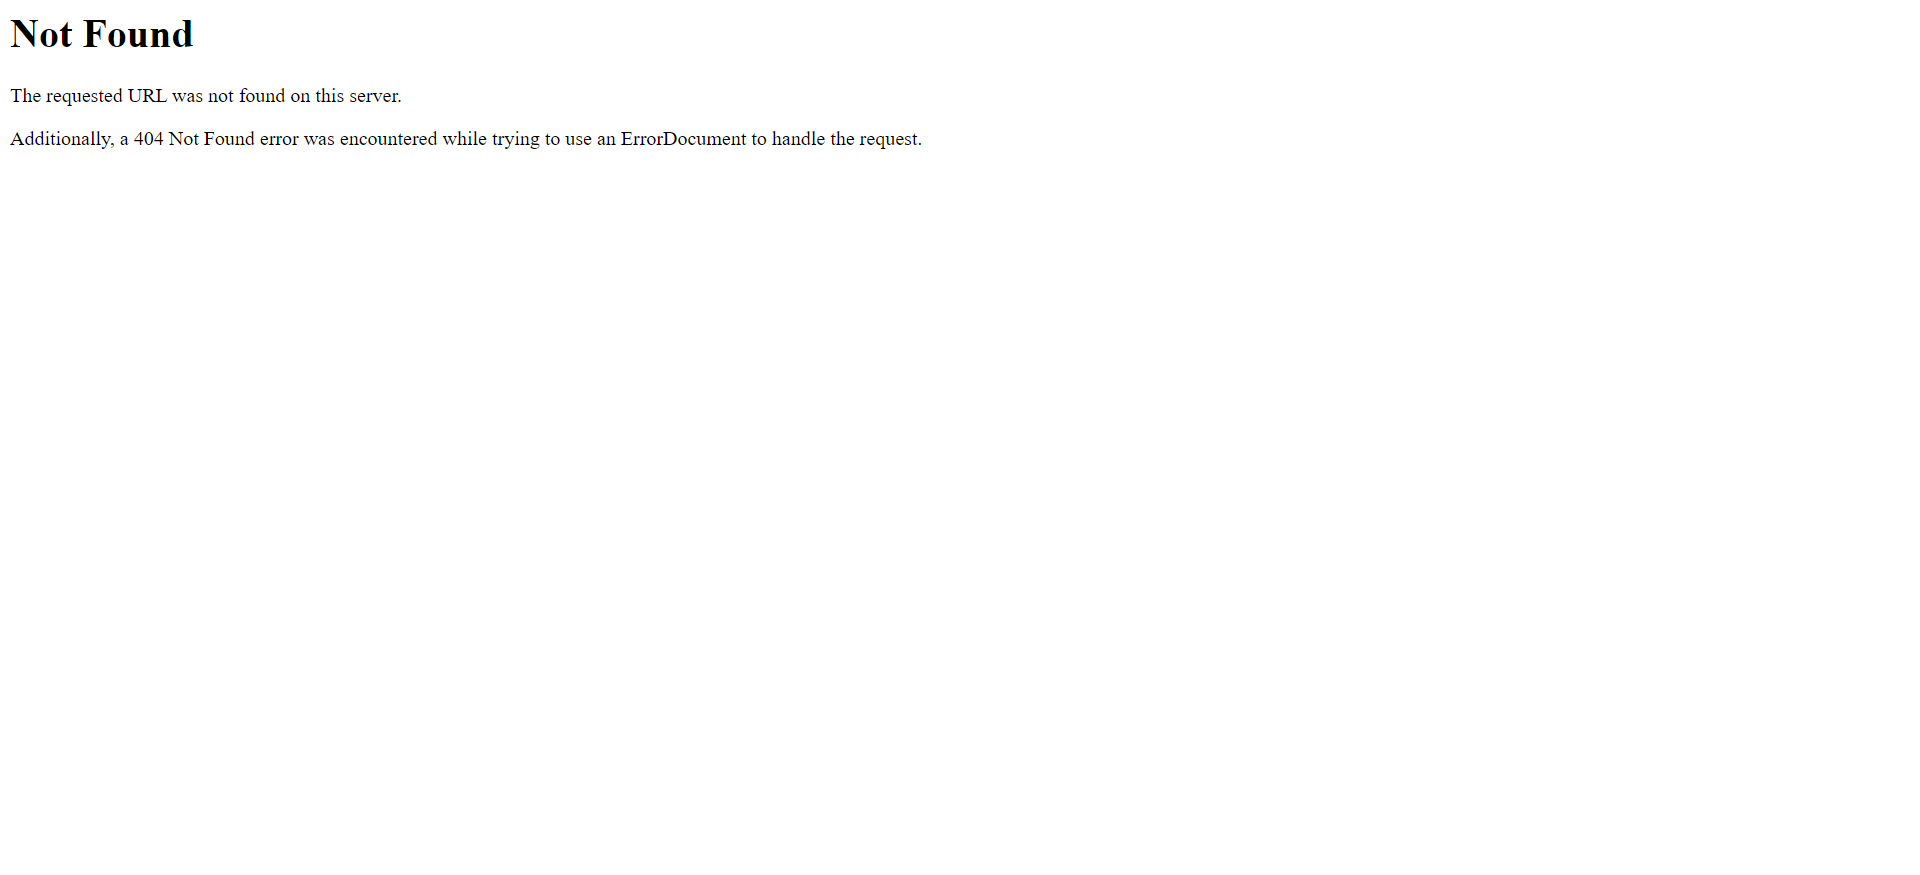 Not Found
The requested URL was not found on this server.
Additionally, a 404 Not Found error was encountered while trying to use an ErrorDocument to handle the request.